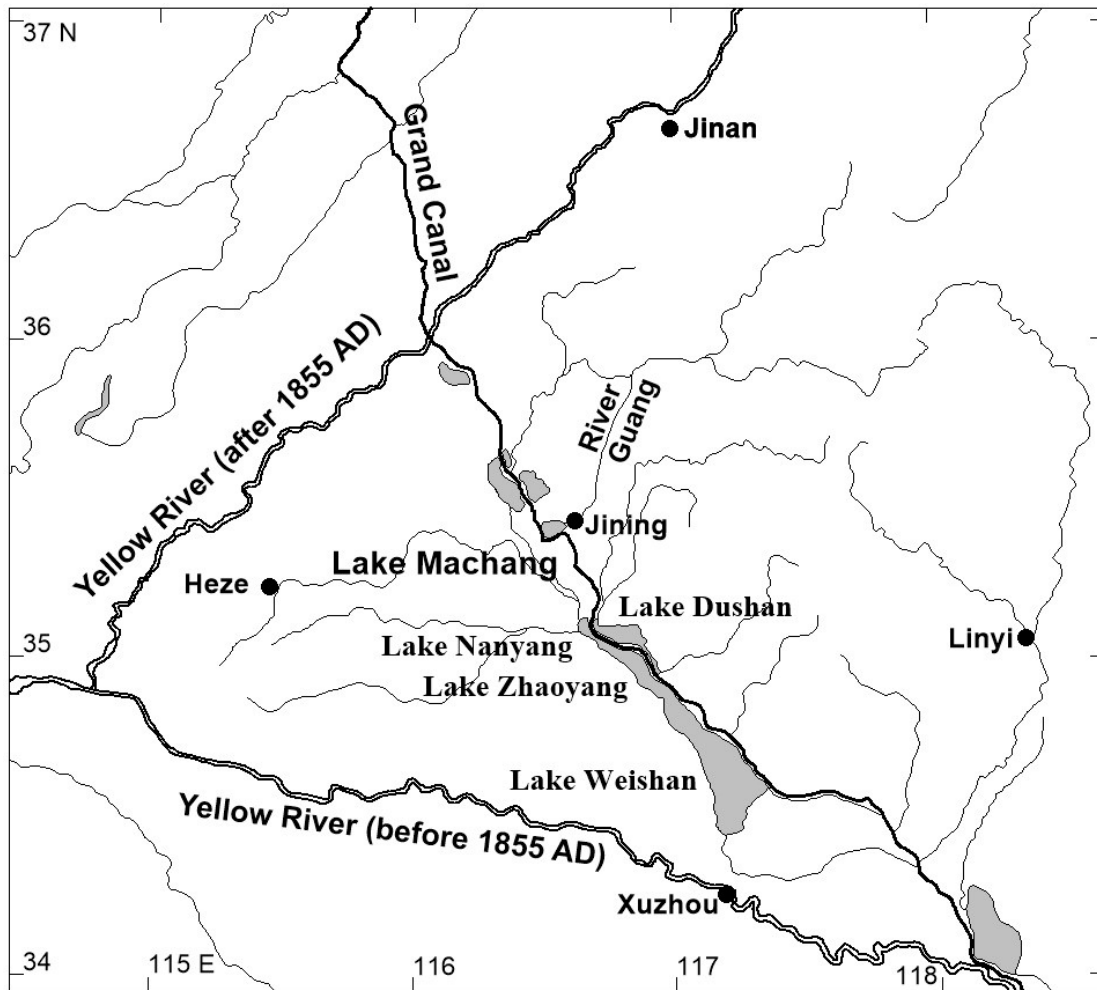 37 N
Jinan
Grand Canal
36
Yellow River (after 1855 AD)
River
Guang
Jining
Lake Machang
Heze
Lake Dushan
35
Lake Nanyang
Linyi
Lake Zhaoyang
Lake Weishan
Yellow River (before 1855 AD)
Xuzhou
34
115 E
116
117
118